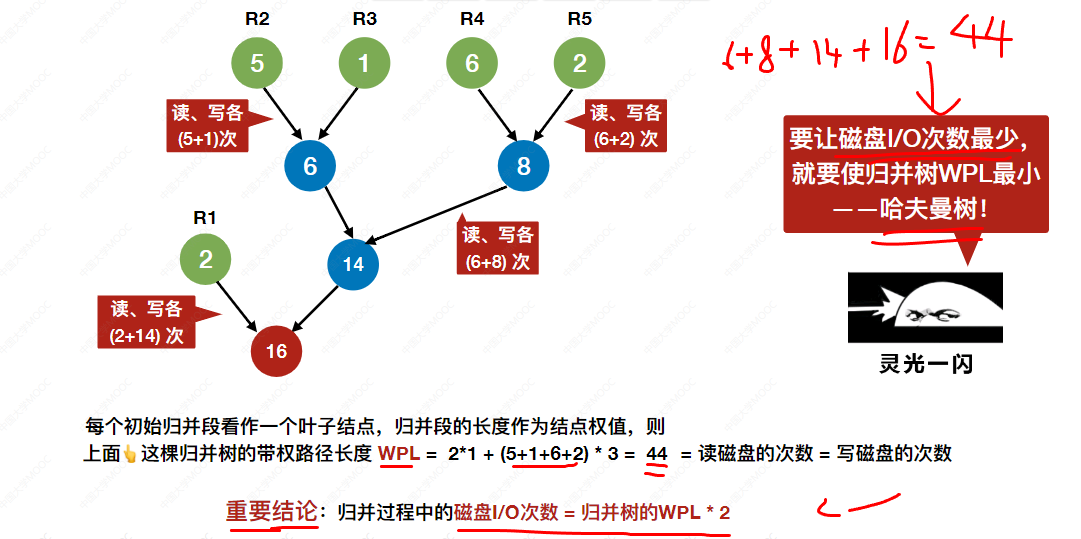 R2 R3 R4 R5
6+8+14+16=44
5 1 6 2
读、写各
(5+1)次
读、写各
(6+2) 次
要让磁盘I/O次数最少，
就要使归并树WPL最小
——哈夫曼树！
6 8
R1
读、写各
(6+8) 次
2 14
读、写各
(2+14) 次
16
灵光一闪
每个初始归并段看作一个叶子结点，归并段的长度作为结点权值，则
上面👆这棵归并树的带权路径长度 WPL = 2*1 + (5+1+6+2) * 3 = 44 = 读磁盘的次数 = 写磁盘的次数
重要结论：归并过程中的磁盘I/O次数 = 归并树的WPL * 2